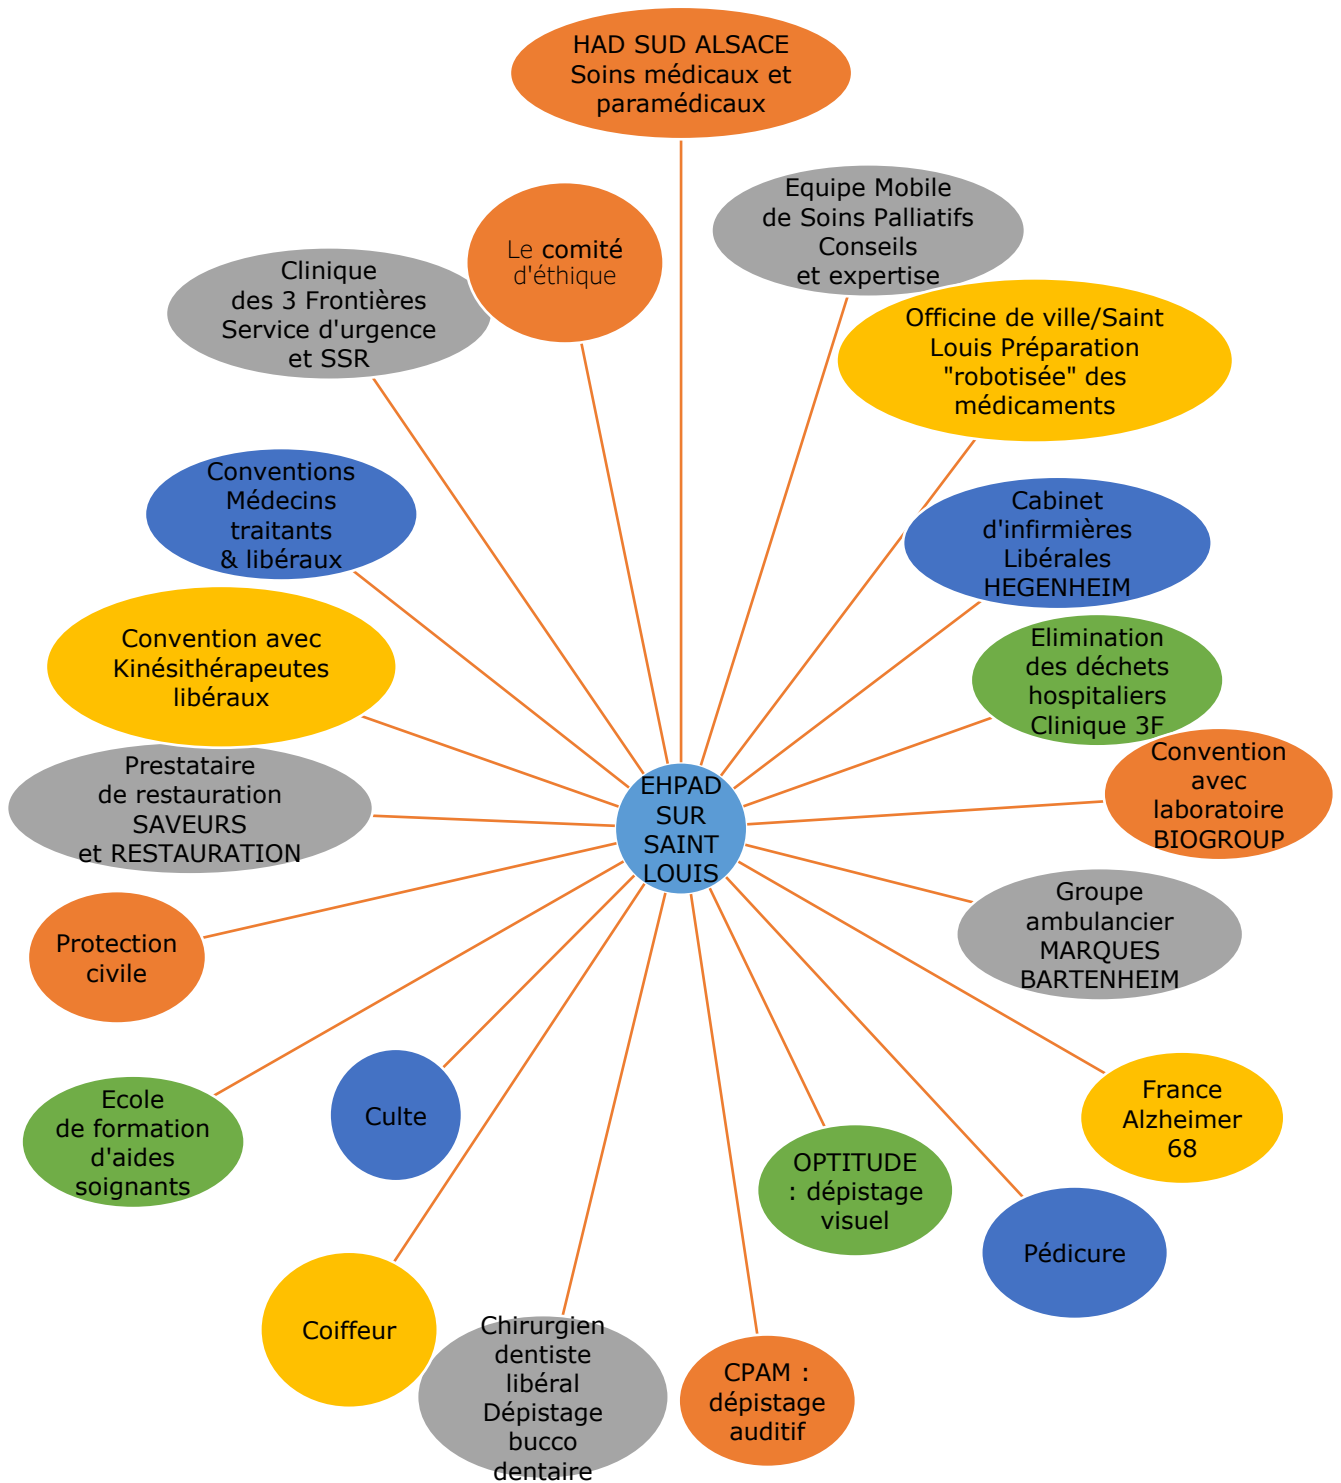 HAD SUD ALSACE
Soins médicaux et
paramédicaux
Equipe Mobile
de Soins Palliatifs
Conseils
et expertise
Le comité
d'éthique
Clinique
des 3 Frontières
Service d'urgence
et SSR
Officine de ville/Saint
Louis Préparation
"robotisée" des
médicaments
Conventions
Médecins
traitants
& libéraux
Cabinet
d'infirmières
Libérales
HEGENHEIM
Convention avec
Kinésithérapeutes
libéraux
Elimination
des déchets
hospitaliers
Clinique 3F
Prestataire
de restauration
SAVEURS
et RESTAURATION
EHPAD
SUR
SAINT
LOUIS
Convention
avec
laboratoire
BIOGROUP
Protection
civile
Groupe
ambulancier
MARQUES
BARTENHEIM
Ecole
de formation
d'aides
soignants
Culte
France
Alzheimer
68
OPTITUDE
: dépistage
visuel
Pédicure
Coiffeur
Chirurgien
dentiste
libéral
Dépistage
bucco
dentaire
CPAM :
dépistage
auditif